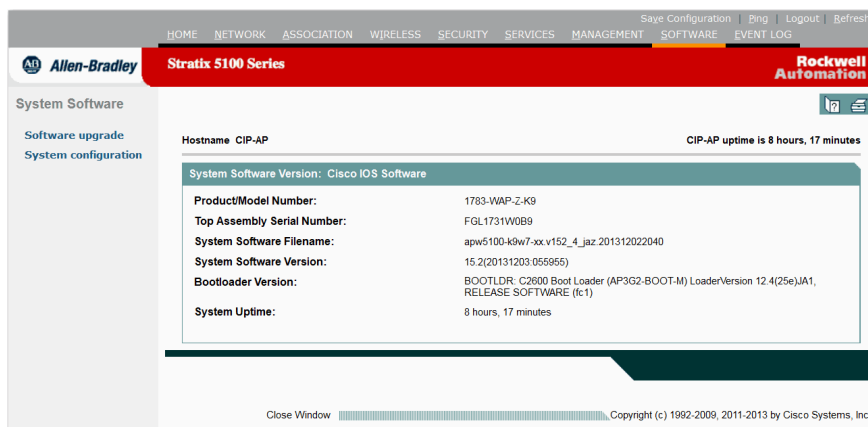 Save Configuration | Ping | Logout | Refresh
HOME NETWORK ASSOCIATION WIRELESS SECURITY SERVICES MANAGEMENT SOFTWARE EVENT LOG
AB Allen-Bradley
Stratix 5100 Series
Rockwell
Automation
System Software
Software upgrade
System configuration
Hostname CIP-AP
CIP-AP uptime is 8 hours, 17 minutes
System Software Version: Cisco IOS Software
Product/Model Number: 1783-WAP-Z-K9
Top Assembly Serial Number: FGL1731W0B9
System Software Filename: apw5100-k9w7-xx.v152_4_jaz.201312022040
System Software Version: 15.2(20131203:055955)
Bootloader Version: BOOTLDR: C2600 Boot Loader (AP3G2-BOOT-M) LoaderVersion 12.4(25e)JA1,
RELEASE SOFTWARE (fc1)
System Uptime: 8 hours, 17 minutes
Close Window
Copyright (c) 1992-2009, 2011-2013 by Cisco Systems, Inc